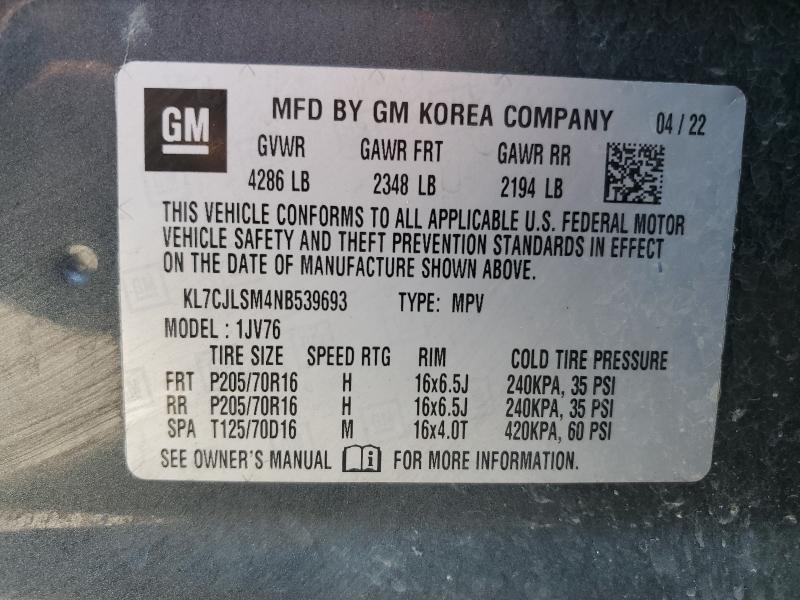 GM MFD BY GM KOREA COMPANY 04 / 22
GVWR GAWR FRT GAWR RR
4286 LB 2348 LB 2194 LB
THIS VEHICLE CONFORMS TO ALL APPLICABLE U.S. FEDERAL MOTOR
VEHICLE SAFETY AND THEFT PREVENTION STANDARDS IN EFFECT
ON THE DATE OF MANUFACTURE SHOWN ABOVE.
KL7CJLSM4NB539693 TYPE: MPV
MODEL : 1JV76
TIRE SIZE SPEED RTG RIM COLD TIRE PRESSURE
FRT P205/70R16 H 16x6.5J 240KPA, 35 PSI
RR P205/70R16 H 16x6.5J 240KPA, 35 PSI
SPA T125/70D16 M 16x4.0T 420KPA, 60 PSI
SEE OWNER'S MANUAL i FOR MORE INFORMATION.